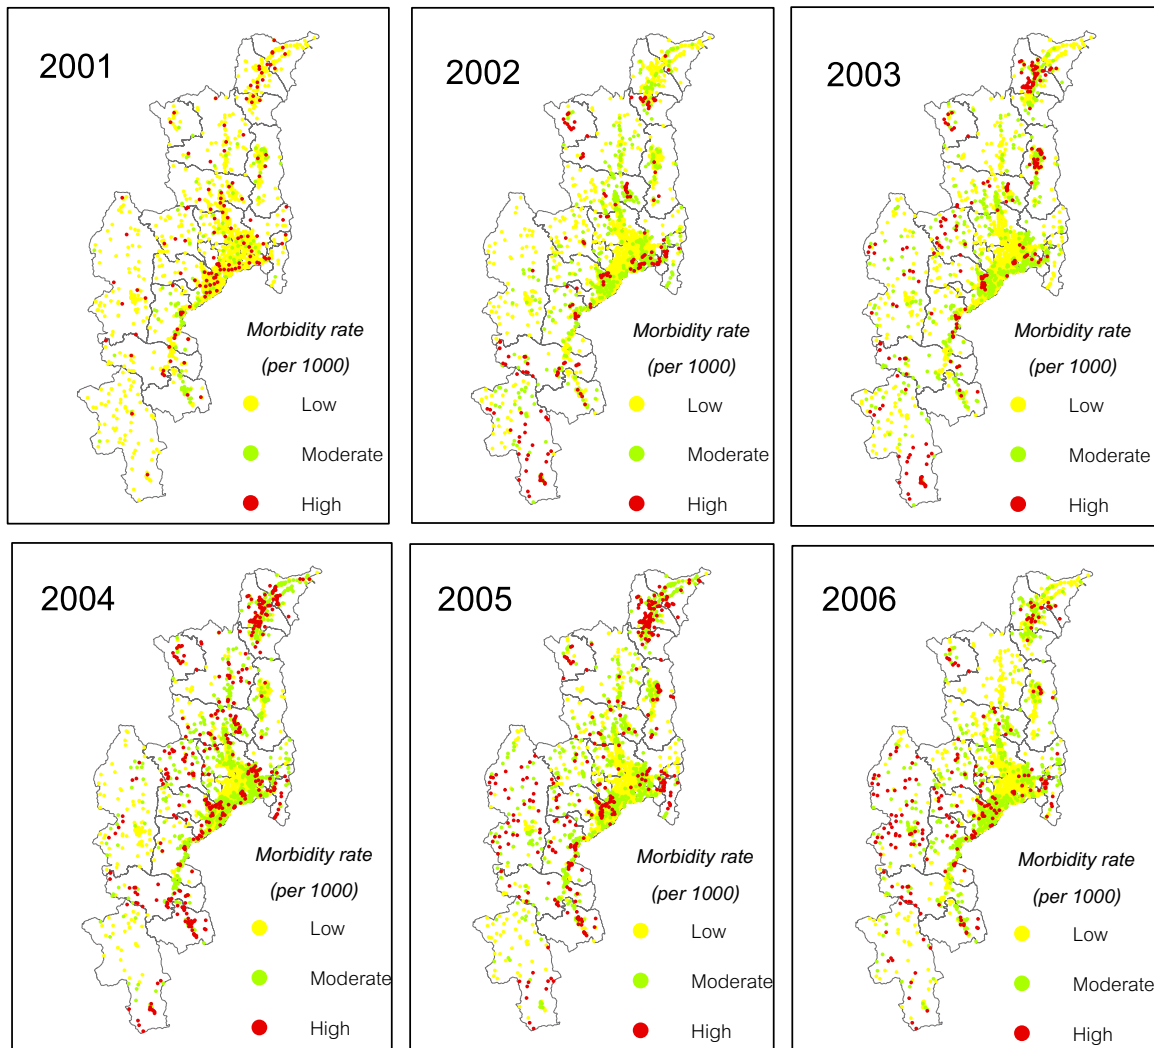 2001
Morbidity rate
(per 1000)
Low
Moderate
High
2002
Morbidity rate
(per 1000)
Low
Moderate
High
2003
Morbidity rate
(per 1000)
Low
Moderate
High
2004
Morbidity rate
(per 1000)
Low
Moderate
High
2005
Morbidity rate
(per 1000)
Low
Moderate
High
2006
Morbidity rate
(per 1000)
Low
Moderate
High